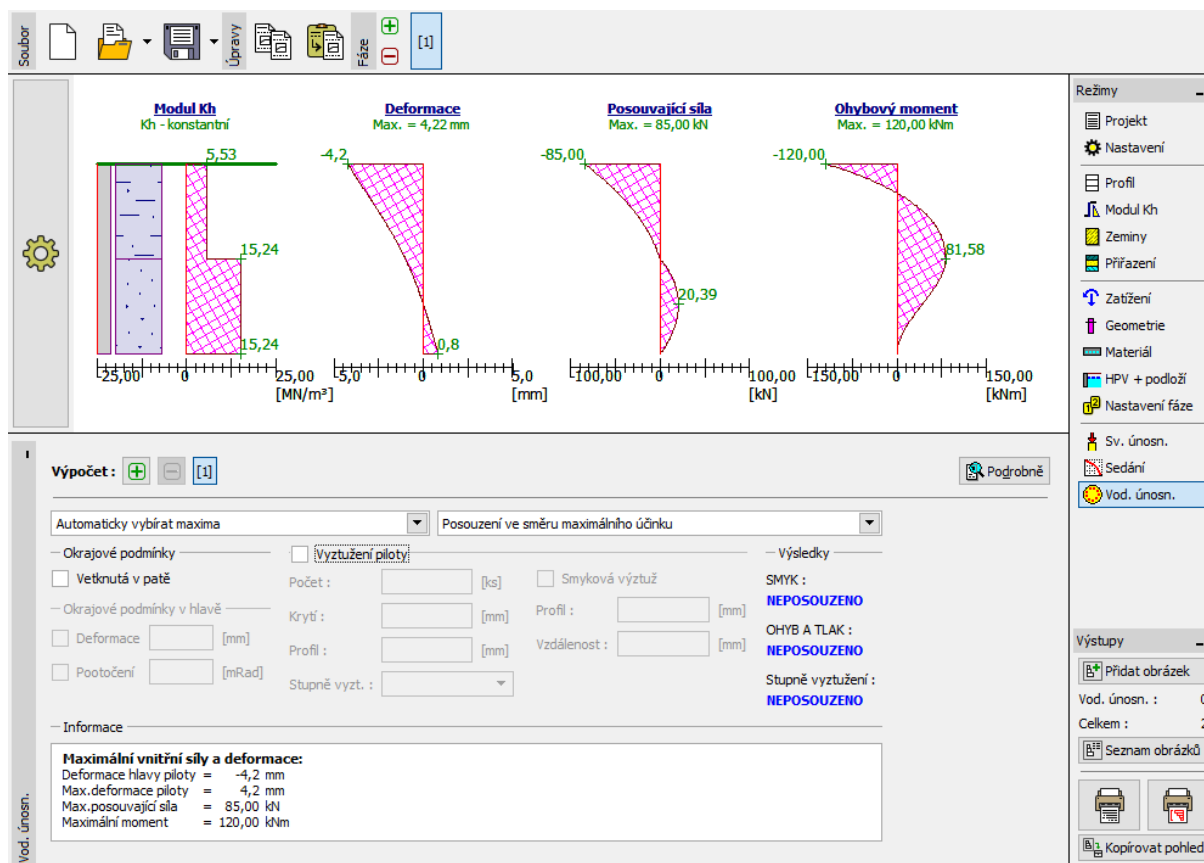 Soubor
Úpravy
Fáze
[1]
Modul Kh
Kh - konstantní
5,53
15,24
15,24
-25,00 0 25,00
[MN/m³]
Deformace
Max. = 4,22 mm
-4,2
0,8
-5,0 0 5,0
[mm]
Posouvající síla
Max. = 85,00 kN
-85,00
20,39
-100,00 0 100,00
[kN]
Ohybový moment
Max. = 120,00 kNm
-120,00
81,58
-150,00 0 150,00
[kNm]
Režimy
Projekt
Nastavení
Profil
Modul Kh
Zeminy
Přiřazení
Zatížení
Geometrie
Materiál
HPV + podloží
Nastavení fáze
Sv. únosn.
Sedání
Vod. únosn.
Výpočet : [1]
Podrobně
Automaticky vybírat maxima
Posouzení ve směru maximálního účinku
Okrajové podmínky
Vetknutá v patě
Okrajové podmínky v hlavě
Deformace [mm]
Pootočení [mRad]
Vyztužení piloty
Počet : [ks]
Krytí : [mm]
Profil : [mm]
Stupně vyzt. :
Smyková výztuž
Profil : [mm]
Vzdálenost : [mm]
Výsledky
SMYK :
NEPOSOUZENO
OHYB A TLAK :
NEPOSOUZENO
Stupně vyztužení :
NEPOSOUZENO
Informace
Maximální vnitřní síly a deformace:
Deformace hlavy piloty = -4,2 mm
Max.deformace piloty = 4,2 mm
Max.posouvající síla = 85,00 kN
Maximální moment = 120,00 kNm
Vod. únosn.
Výstupy
Přidat obrázek
Vod. únosn. :
Celkem :
Seznam obrázků
Kopírovat pohled